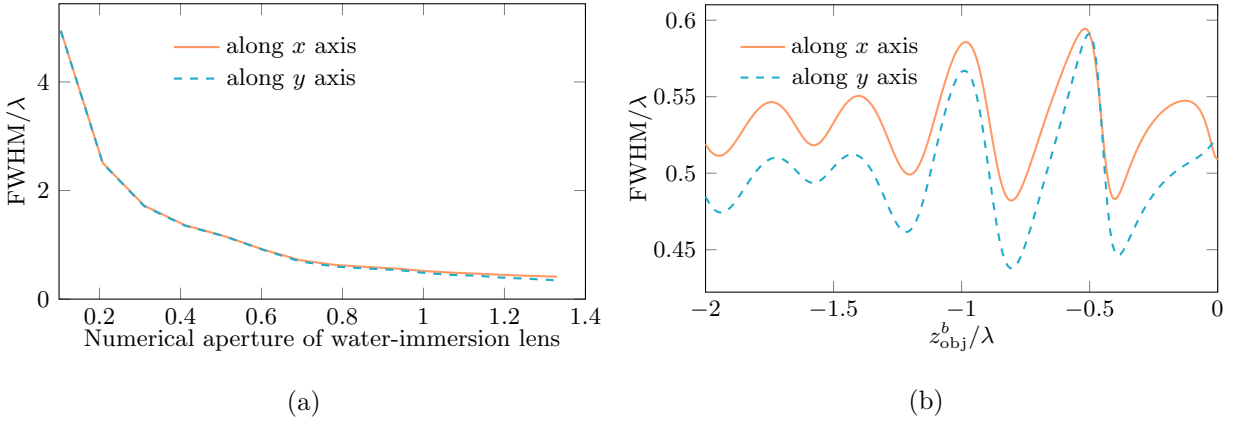 along x axis
along y axis
FWHM/λ
4
2
0
0.2 0.4 0.6 0.8 1 1.2 1.4
Numerical aperture of water-immersion lens
(a)
along x axis
along y axis
FWHM/λ
0.6
0.55
0.5
0.45
−2 −1.5 −1 −0.5 0
z^b_obj/λ
(b)